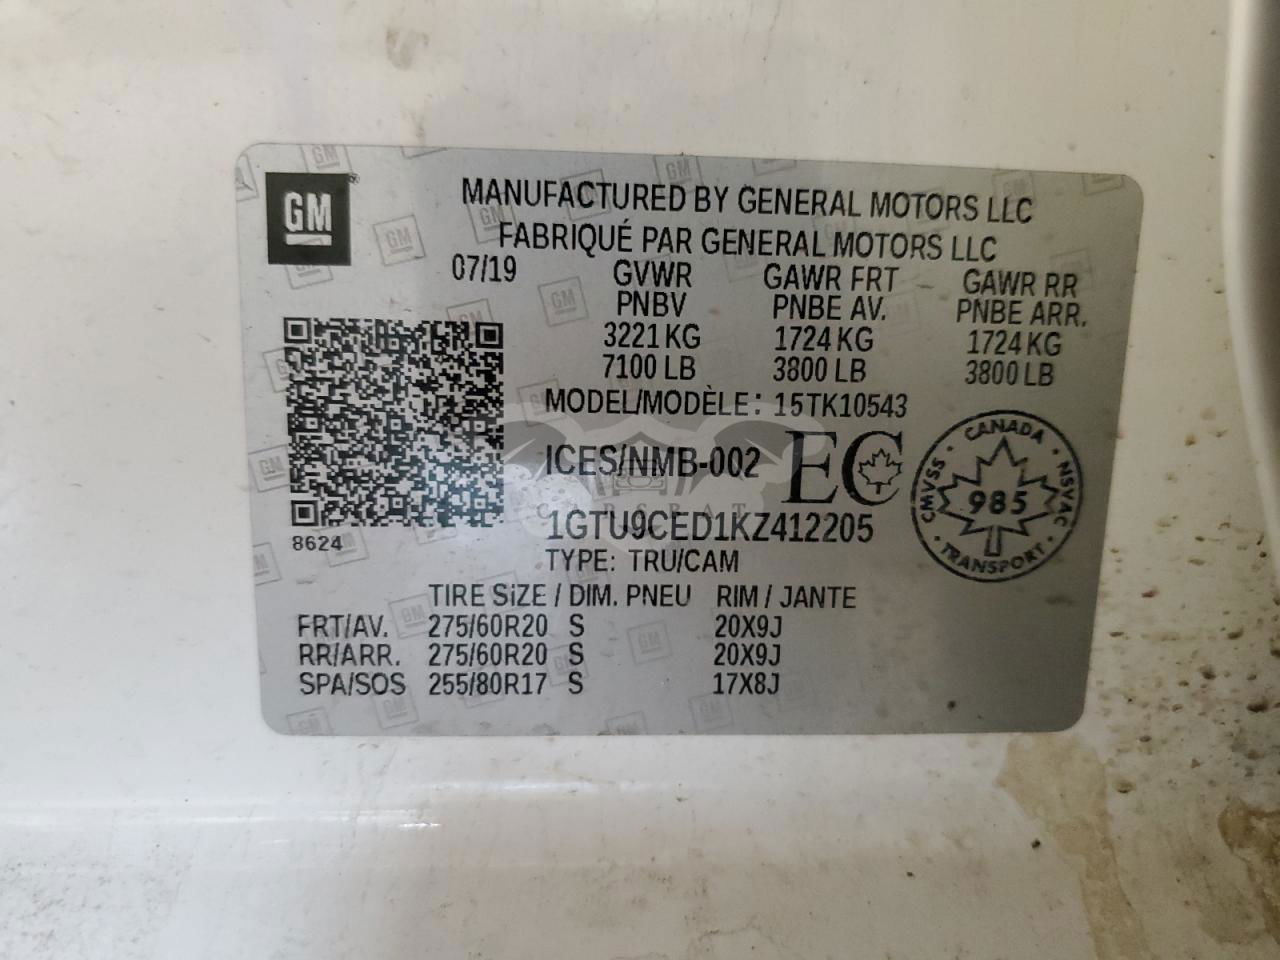 GM
MANUFACTURED BY GENERAL MOTORS LLC
FABRIQUÉ PAR GENERAL MOTORS LLC
07/19 GVWR GAWR FRT GAWR RR
PNBV PNBE AV. PNBE ARR.
3221 KG 1724 KG 1724 KG
7100 LB 3800 LB 3800 LB
MODEL/MODÈLE: 15TK10543
ICES/NMB-002 EC
CANADA
CMVSS 985 NSVAC
TRANSPORT
8624
1GTU9CED1KZ412205
TYPE: TRU/CAM
TIRE SIZE / DIM. PNEU RIM / JANTE
FRT/AV. 275/60R20 S 20X9J
RR/ARR. 275/60R20 S 20X9J
SPA/SOS 255/80R17 S 17X8J